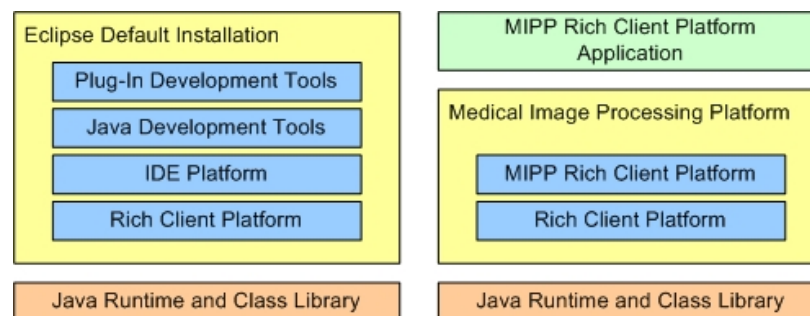 Eclipse Default Installation
Plug-In Development Tools
Java Development Tools
IDE Platform
Rich Client Platform
Java Runtime and Class Library
MIPP Rich Client Platform
Application
Medical Image Processing Platform
MIPP Rich Client Platform
Rich Client Platform
Java Runtime and Class Library